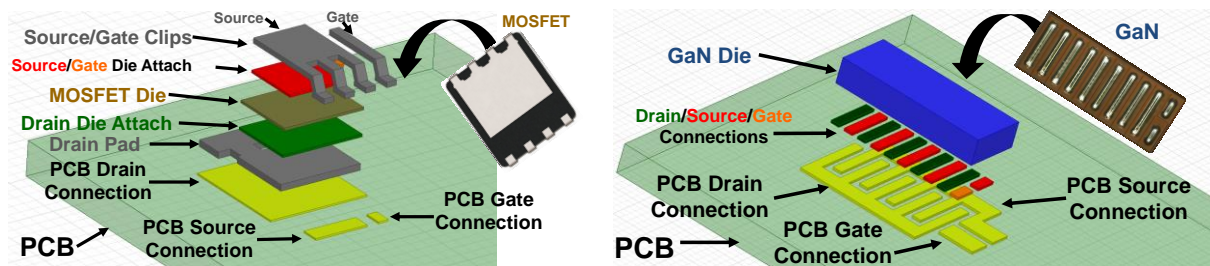 Source
Gate
MOSFET
Source/Gate Clips
Source/Gate Die Attach
MOSFET Die
Drain Die Attach
Drain Pad
PCB Drain
Connection
PCB Gate
Connection
PCB Source
Connection
PCB
GaN
GaN Die
Drain/Source/Gate
Connections
PCB Drain
Connection
PCB Source
Connection
PCB Gate
Connection
PCB